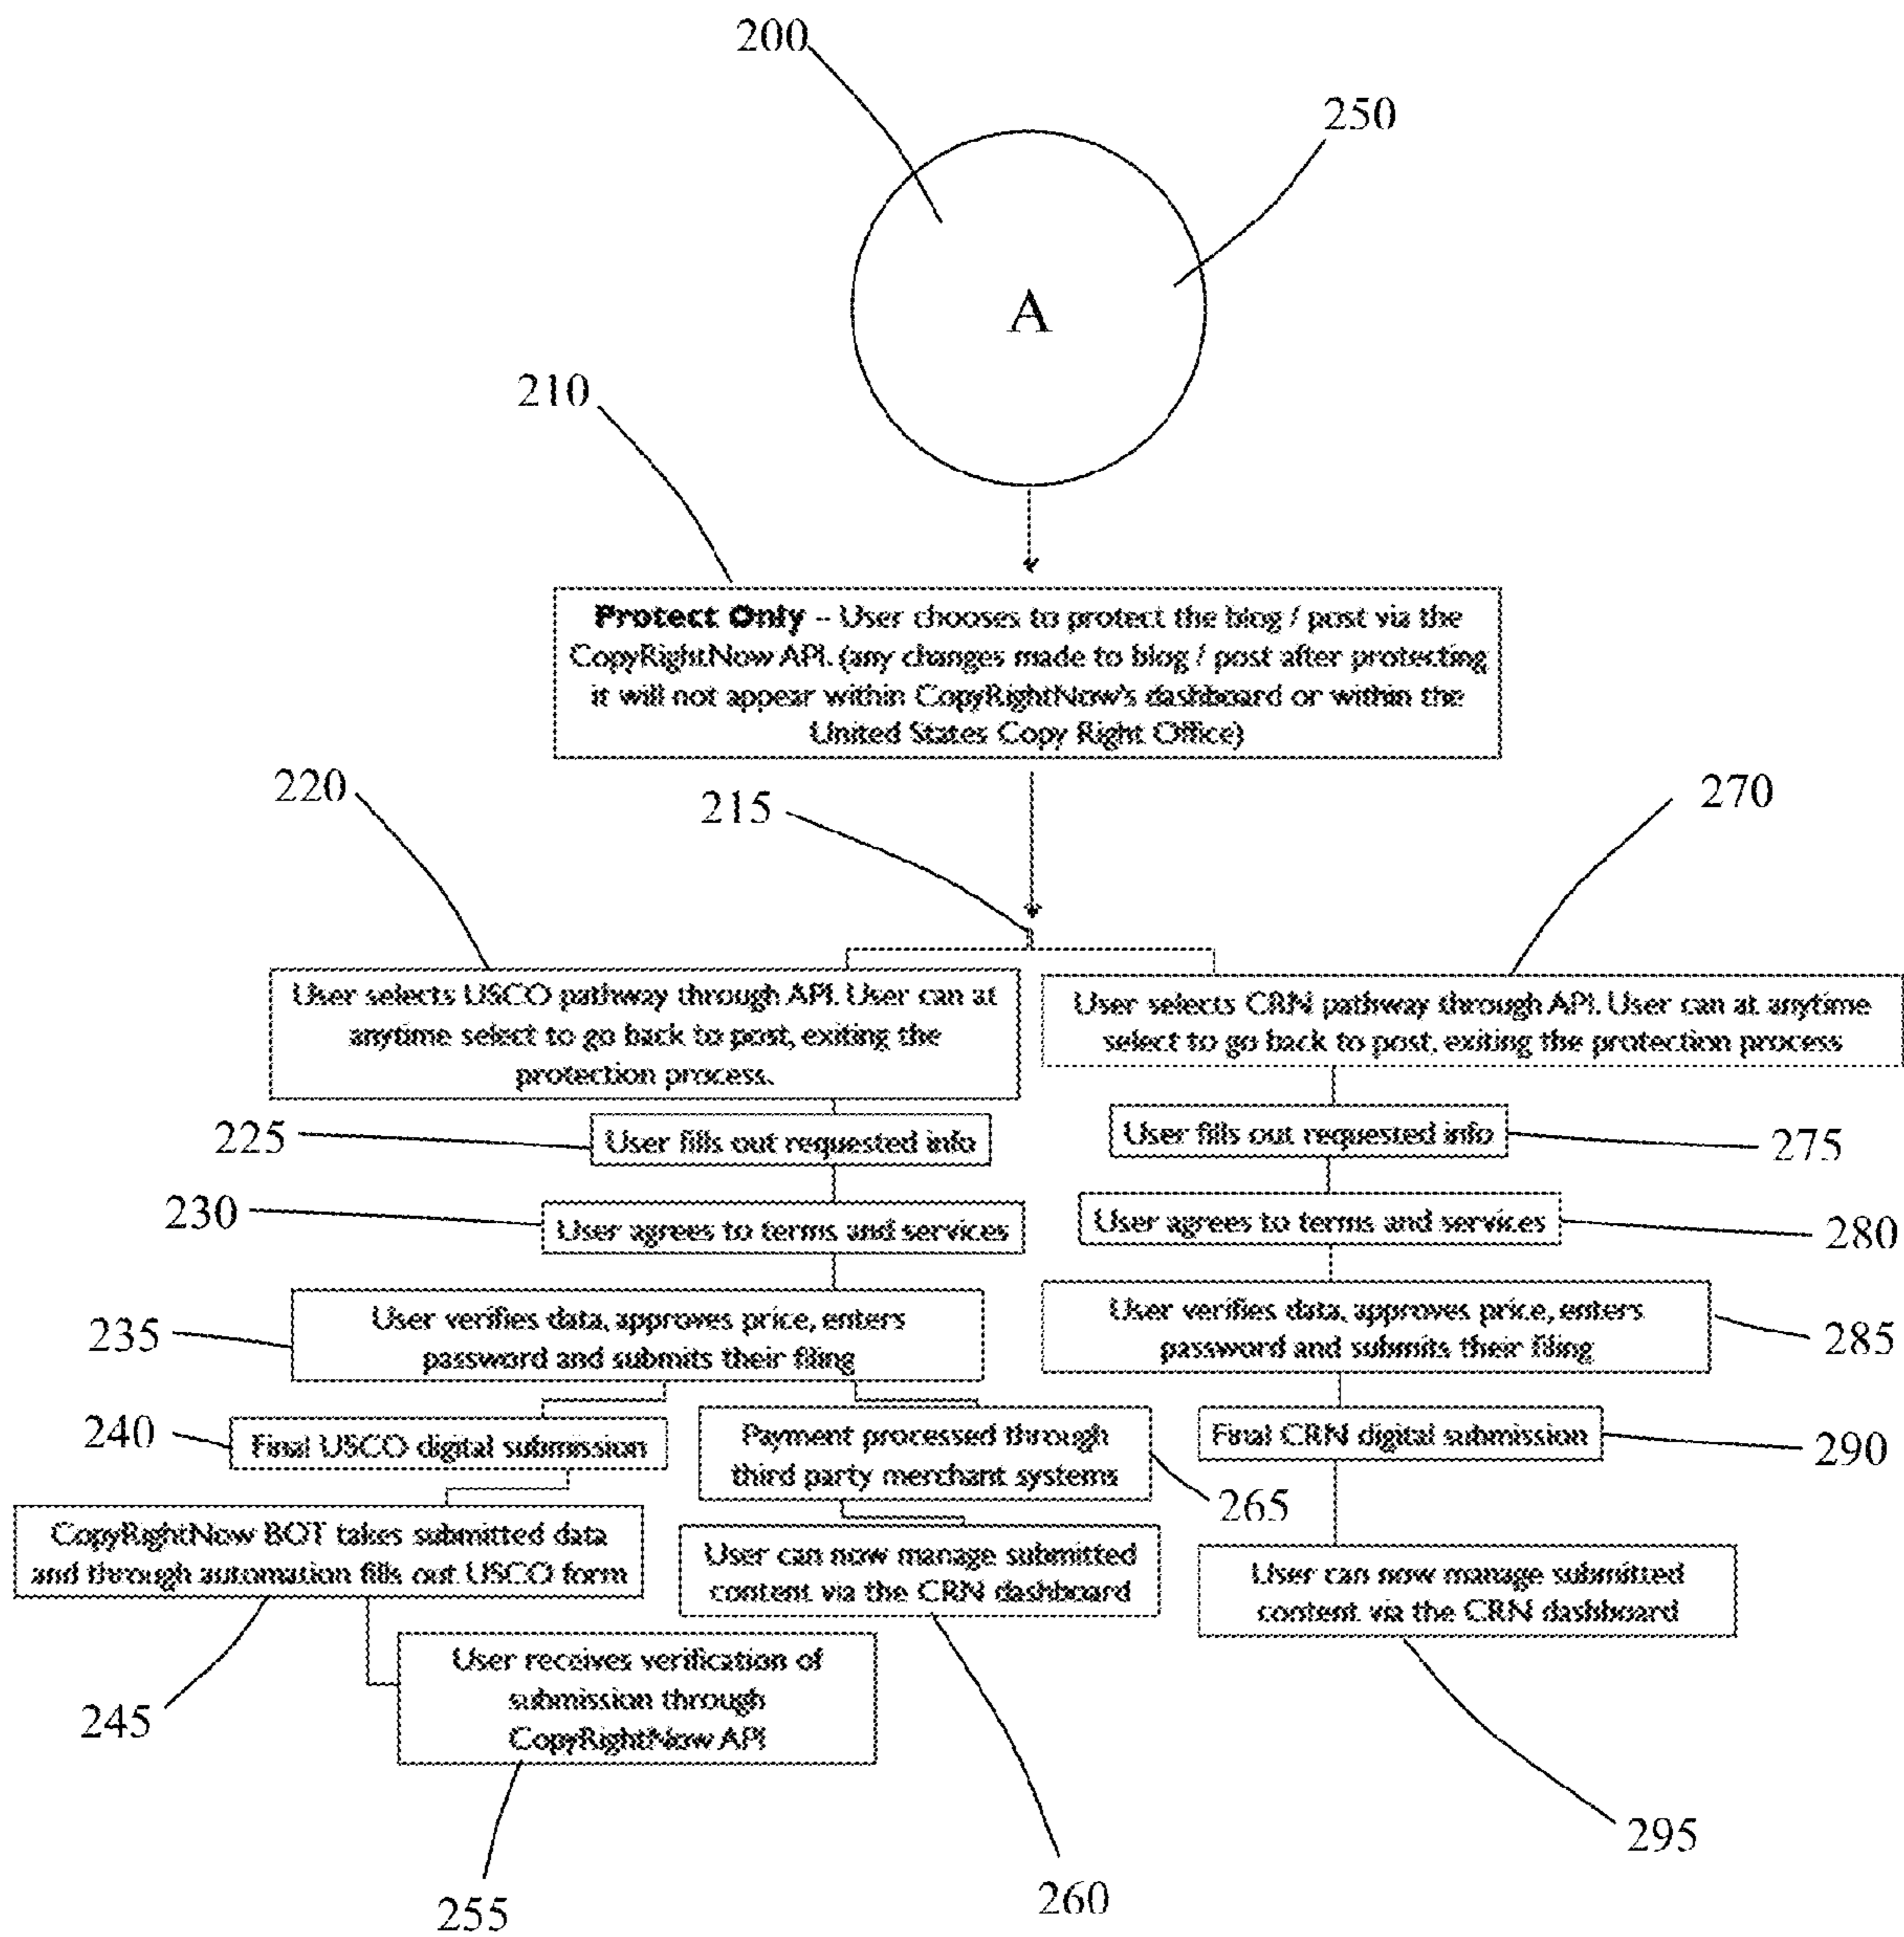 200
250
A
210
Protect Only -- User chooses to protect the blog / post via the
CopyRightNow API. (any changes made to blog / post after protecting
it will not appear within CopyRightNow's dashboard or within the
United States Copy Right Office)
220
215
270
User selects USCO pathway through API. User can at
anytime select to go back to post, exiting the
protection process.
User selects CRN pathway through API. User can at anytime
select to go back to post, exiting the protection process
225
User fills out requested info
User fills out requested info
275
230
User agrees to terms and services
User agrees to terms and services
280
235
User verifies data, approves price, enters
password and submits their filing
User verifies data, approves price, enters
password and submits their filing
285
240
Final USCO digital submission
Payment processed through
third party merchant systems
265
Final CRN digital submission
290
CopyRightNow BOT takes submitted data
and through automation fills out USCO form
User can now manage submitted
content via the CRN dashboard
User can now manage submitted
content via the CRN dashboard
245
User receives verification of
submission through
CopyRightNow API
255
260
295